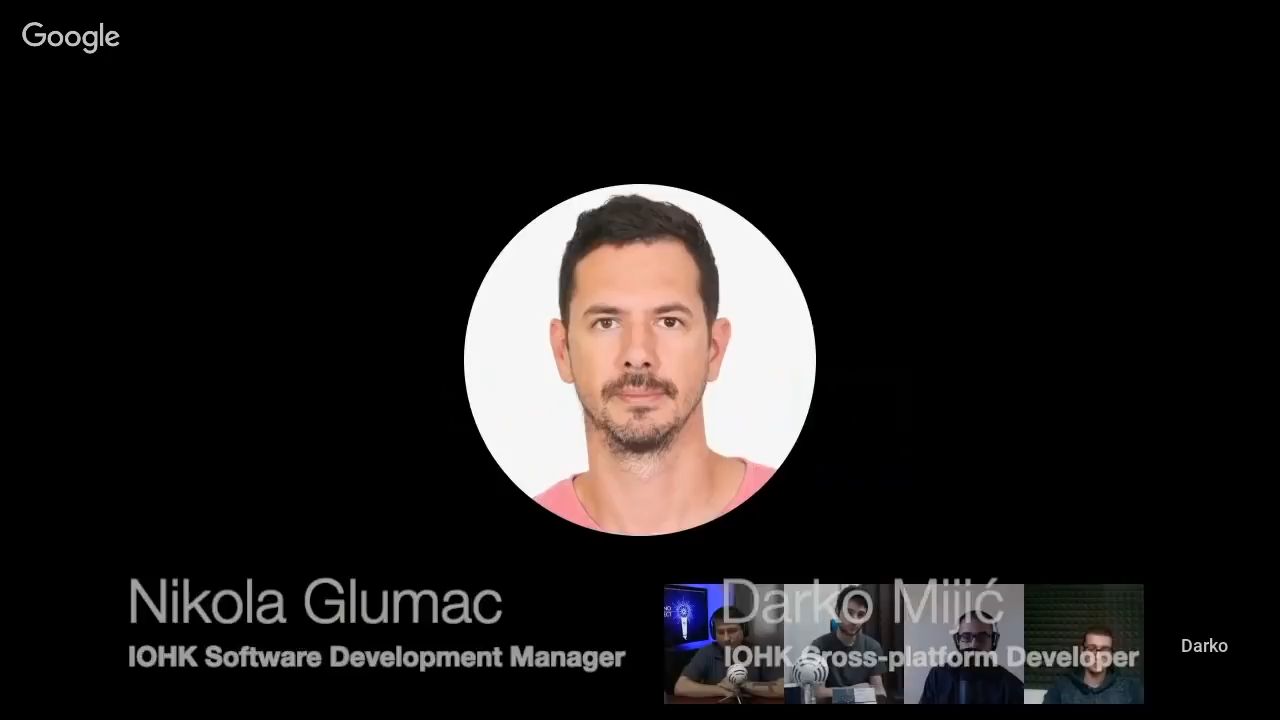 Google
Nikola Glumac
IOHK Software Development Manager
Darko Mijić
IOHK Cross-platform Developer
Darko